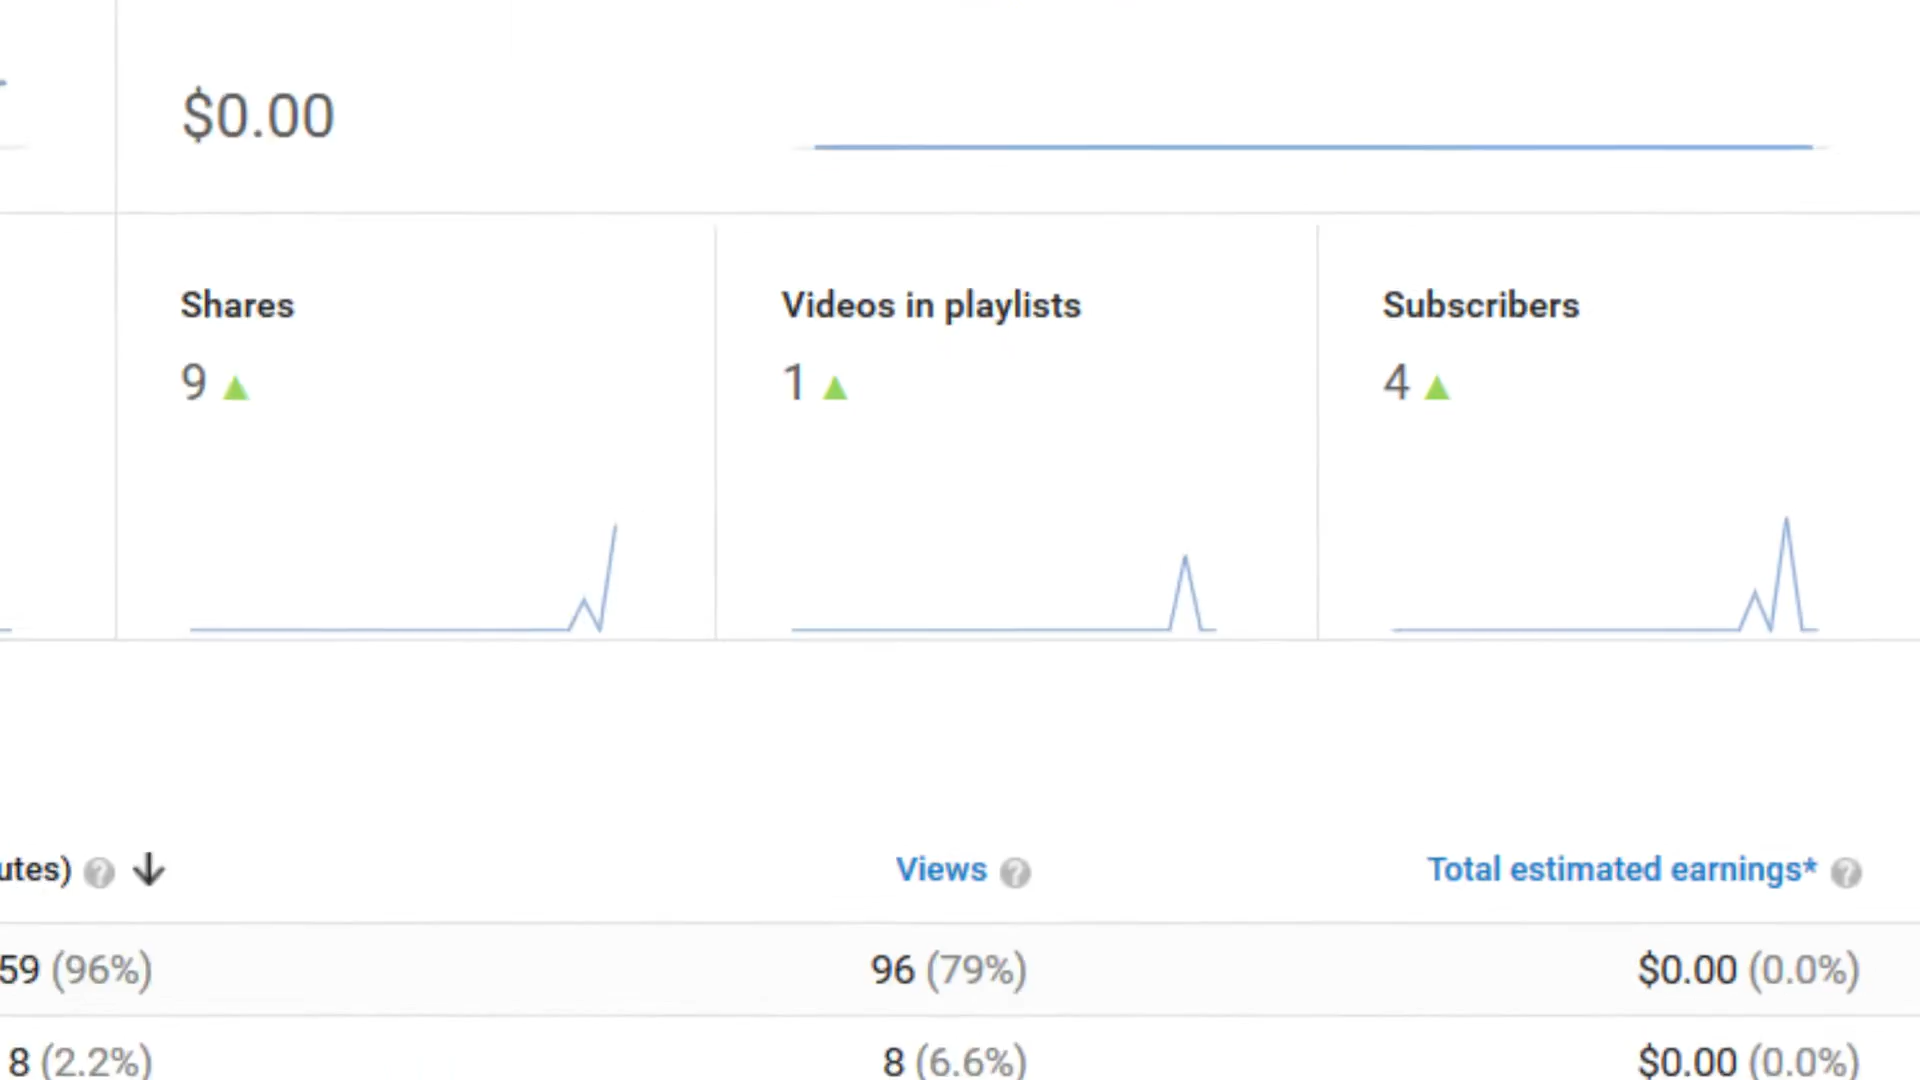 $0.00
Shares
Videos in playlists
Subscribers
9
1
4
utes)
Views
Total estimated earnings*
59 (96%)
96 (79%)
$0.00 (0.0%)
8 (2.2%)
8 (6.6%)
$0.00 (0.0%)